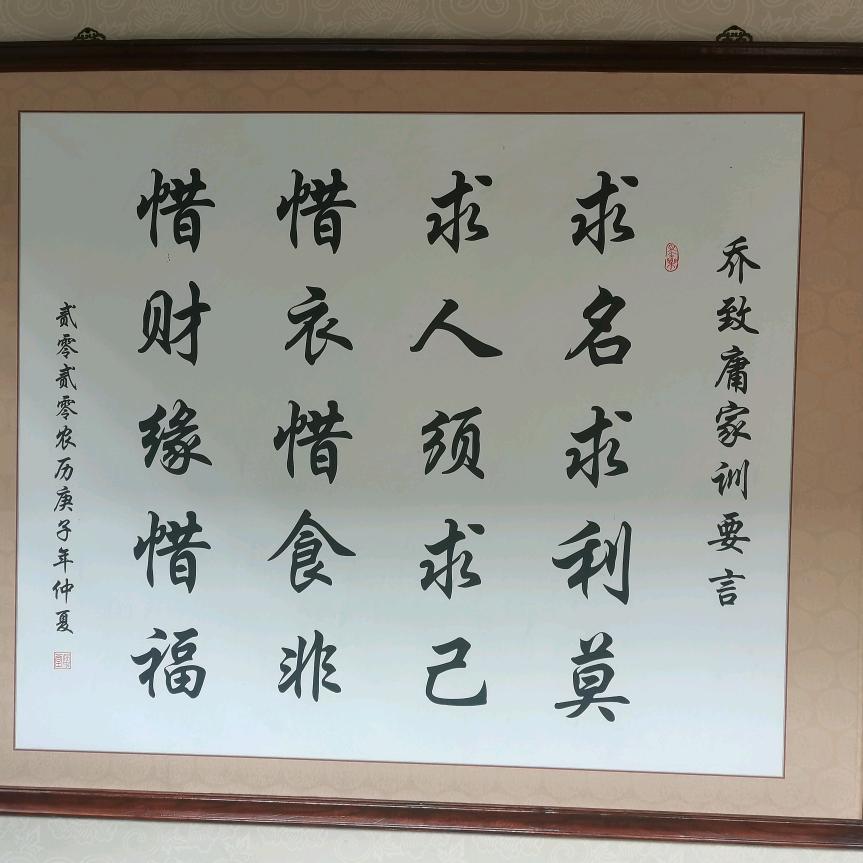 乔致庸家训要言
求名求利莫
求人须求己
惜衣惜食非
惜财缘惜福
贰零贰零农历庚子年仲夏